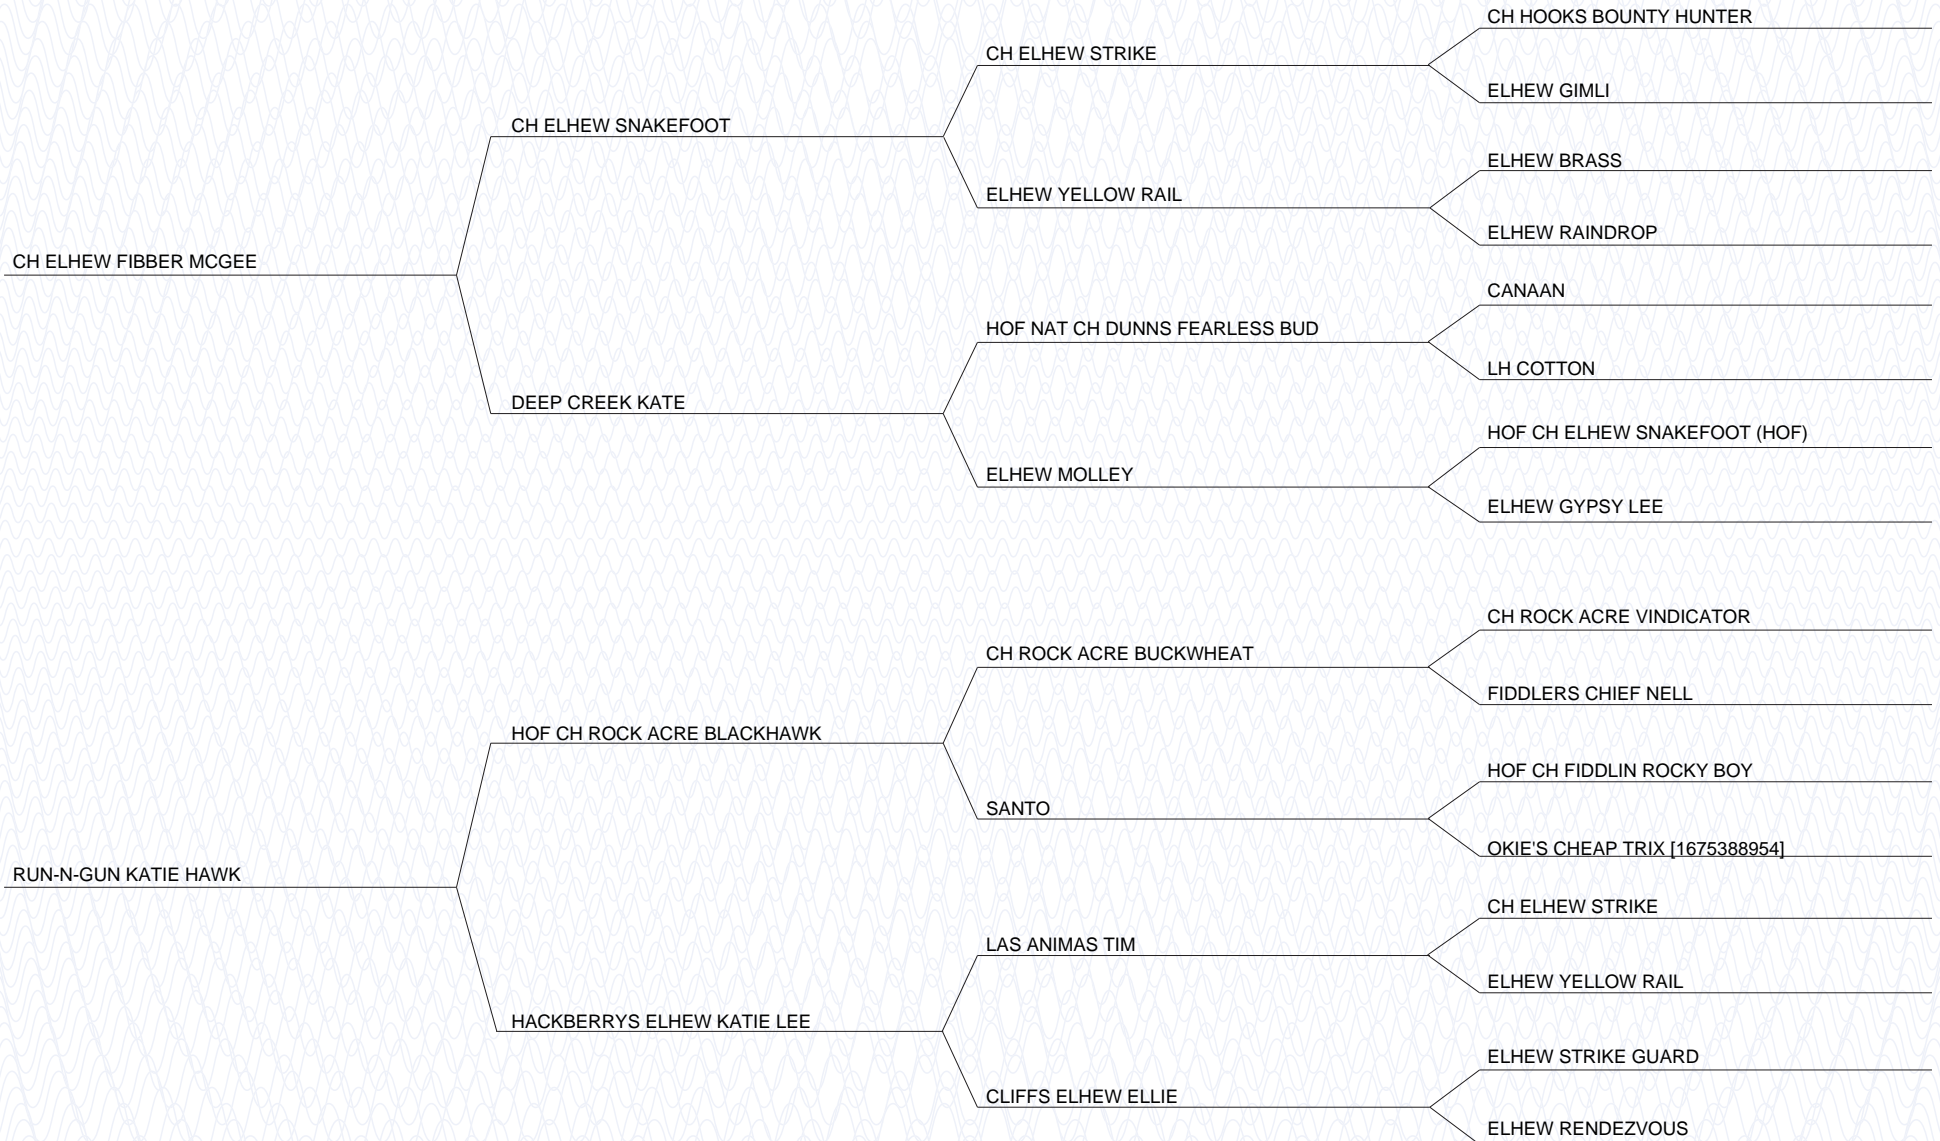 CH HOOKS BOUNTY HUNTER
CH ELHEW STRIKE
ELHEW GIMLI
CH ELHEW SNAKEFOOT
ELHEW BRASS
ELHEW YELLOW RAIL
ELHEW RAINDROP
CH ELHEW FIBBER MCGEE
CANAAN
HOF NAT CH DUNNS FEARLESS BUD
LH COTTON
DEEP CREEK KATE
HOF CH ELHEW SNAKEFOOT (HOF)
ELHEW MOLLEY
ELHEW GYPSY LEE
CH ROCK ACRE VINDICATOR
CH ROCK ACRE BUCKWHEAT
FIDDLERS CHIEF NELL
HOF CH ROCK ACRE BLACKHAWK
HOF CH FIDDLIN ROCKY BOY
SANTO
OKIE'S CHEAP TRIX [1675388954]
RUN-N-GUN KATIE HAWK
CH ELHEW STRIKE
LAS ANIMAS TIM
ELHEW YELLOW RAIL
HACKBERRYS ELHEW KATIE LEE
ELHEW STRIKE GUARD
CLIFFS ELHEW ELLIE
ELHEW RENDEZVOUS